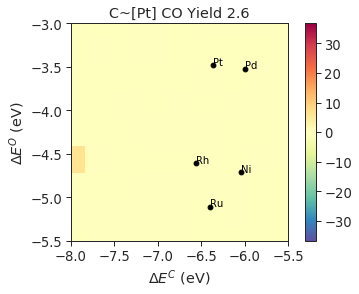 C~[Pt] CO Yield 2.6
−3.0
−3.5
−4.0
−4.5
−5.0
−5.5
ΔE^O (eV)
Pt
Pd
Rh
Ni
Ru
−8.0 −7.5 −7.0 −6.5 −6.0 −5.5
ΔE^C (eV)
30
20
10
0
−10
−20
−30